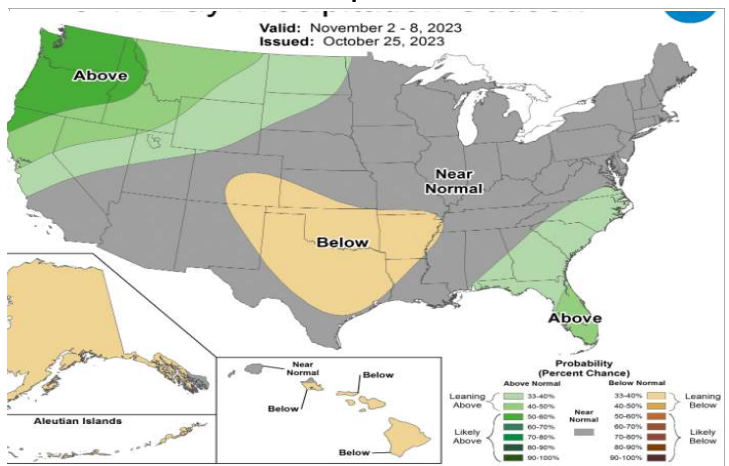 Valid: November 2 - 8, 2023
Issued: October 25, 2023
Above
Near
Normal
Below
Above
Near
Normal
Below
Below
Below
Aleutian Islands
Probability
(Percent Chance)
Above Normal
Below Normal
Leaning
Above
33-40%
40-50%
Likely
Above
50-60%
60-70%
70-80%
80-90%
90-100%
Near
Normal
33-40%
40-50%
Leaning
Below
50-60%
60-70%
70-80%
80-90%
90-100%
Likely
Below